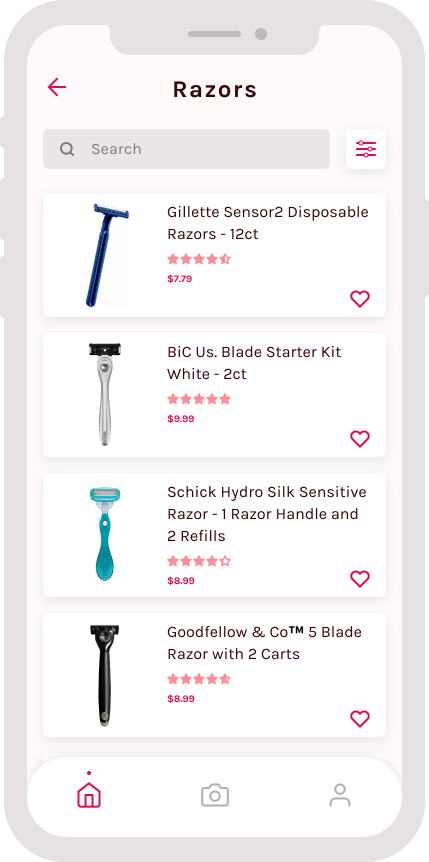 Razors
Search
Gillette Sensor2 Disposable
Razors - 12ct
$7.79
BiC Us. Blade Starter Kit
White - 2ct
$9.99
Schick Hydro Silk Sensitive
Razor - 1 Razor Handle and
2 Refills
$8.99
Goodfellow & Co™ 5 Blade
Razor with 2 Carts
$8.99